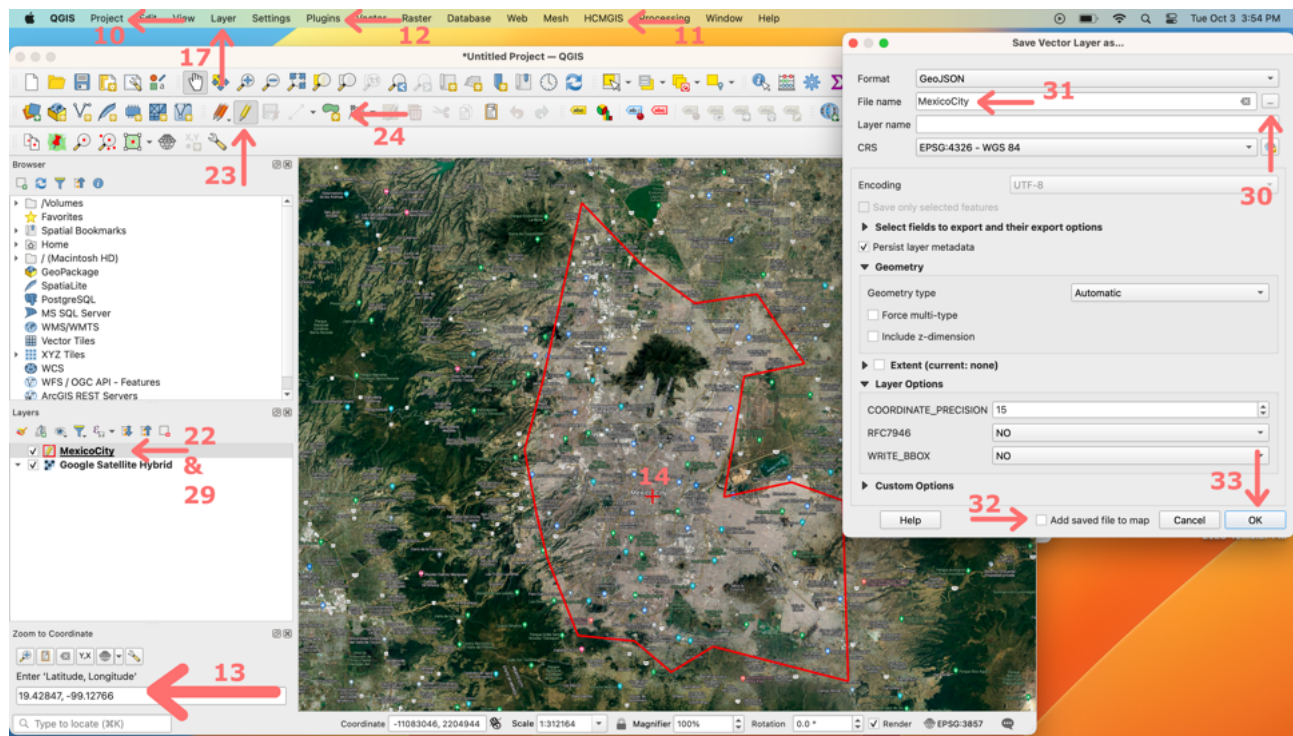 QGIS Project Edit View Layer Settings Plugins Vector Raster Database Web Mesh HCMGIS Processing Window Help Tue Oct 3 3:54 PM
10
17
12
11
*Untitled Project — QGIS
24
23
Browser
/Volumes
Favorites
Spatial Bookmarks
Home
/ (Macintosh HD)
GeoPackage
SpatiaLite
PostgreSQL
MS SQL Server
WMS/WMTS
Vector Tiles
XYZ Tiles
WCS
WFS / OGC API - Features
ArcGIS REST Servers
Layers
MexicoCity
Google Satellite Hybrid
22
&
29
14
Zoom to Coordinate
Y,X
Enter 'Latitude, Longitude'
19.42847, -99.12766
13
Type to locate (⌘K)
Coordinate -11083046, 2204944 Scale 1:312164 Magnifier 100% Rotation 0.0 ° Render EPSG:3857
Save Vector Layer as...
Format GeoJSON
File name MexicoCity ...
31
Layer name
CRS EPSG:4326 - WGS 84
30
Encoding UTF-8
Save only selected features
Select fields to export and their export options
Persist layer metadata
Geometry
Geometry type Automatic
Force multi-type
Include z-dimension
Extent (current: none)
Layer Options
COORDINATE_PRECISION 15
RFC7946 NO
WRITE_BBOX NO
Custom Options
33
32
Help Add saved file to map Cancel OK